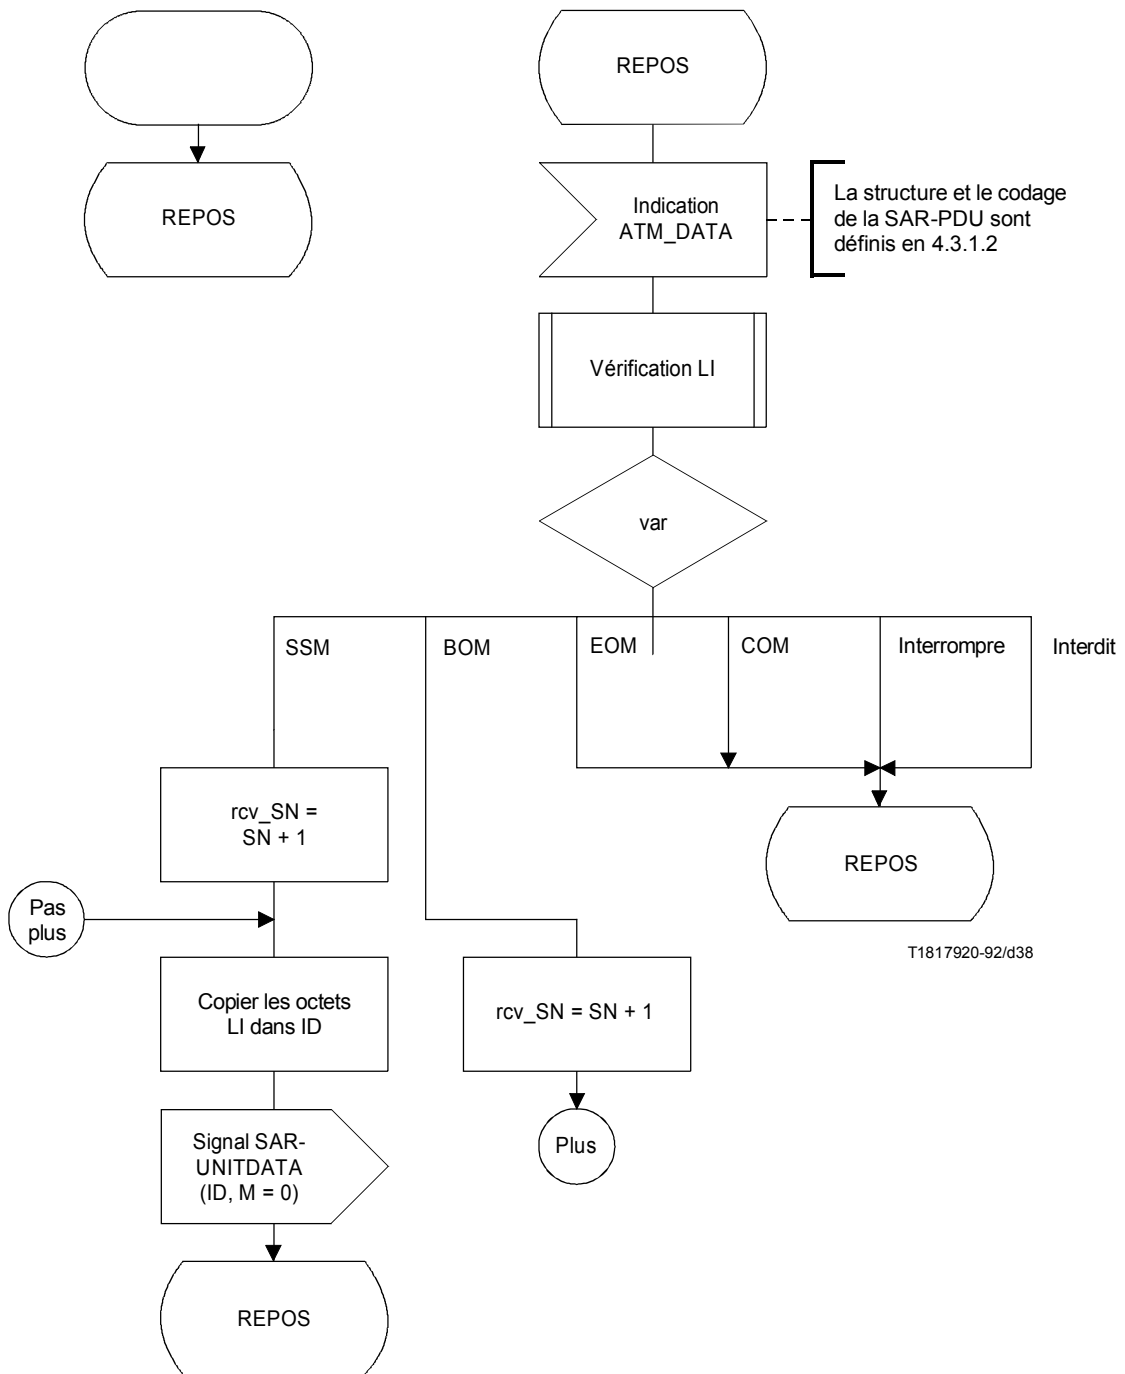 REPOS
REPOS
Indication
ATM_DATA
La structure et le codage
de la SAR-PDU sont
définis en 4.3.1.2
Vérification LI
var
SSM
BOM
EOM
COM
Interrompre
Interdit
rcv_SN =
SN + 1
REPOS
Pas
plus
T1817920-92/d38
Copier les octets
LI dans ID
rcv_SN = SN + 1
Signal SAR-
UNITDATA
(ID, M = 0)
Plus
REPOS